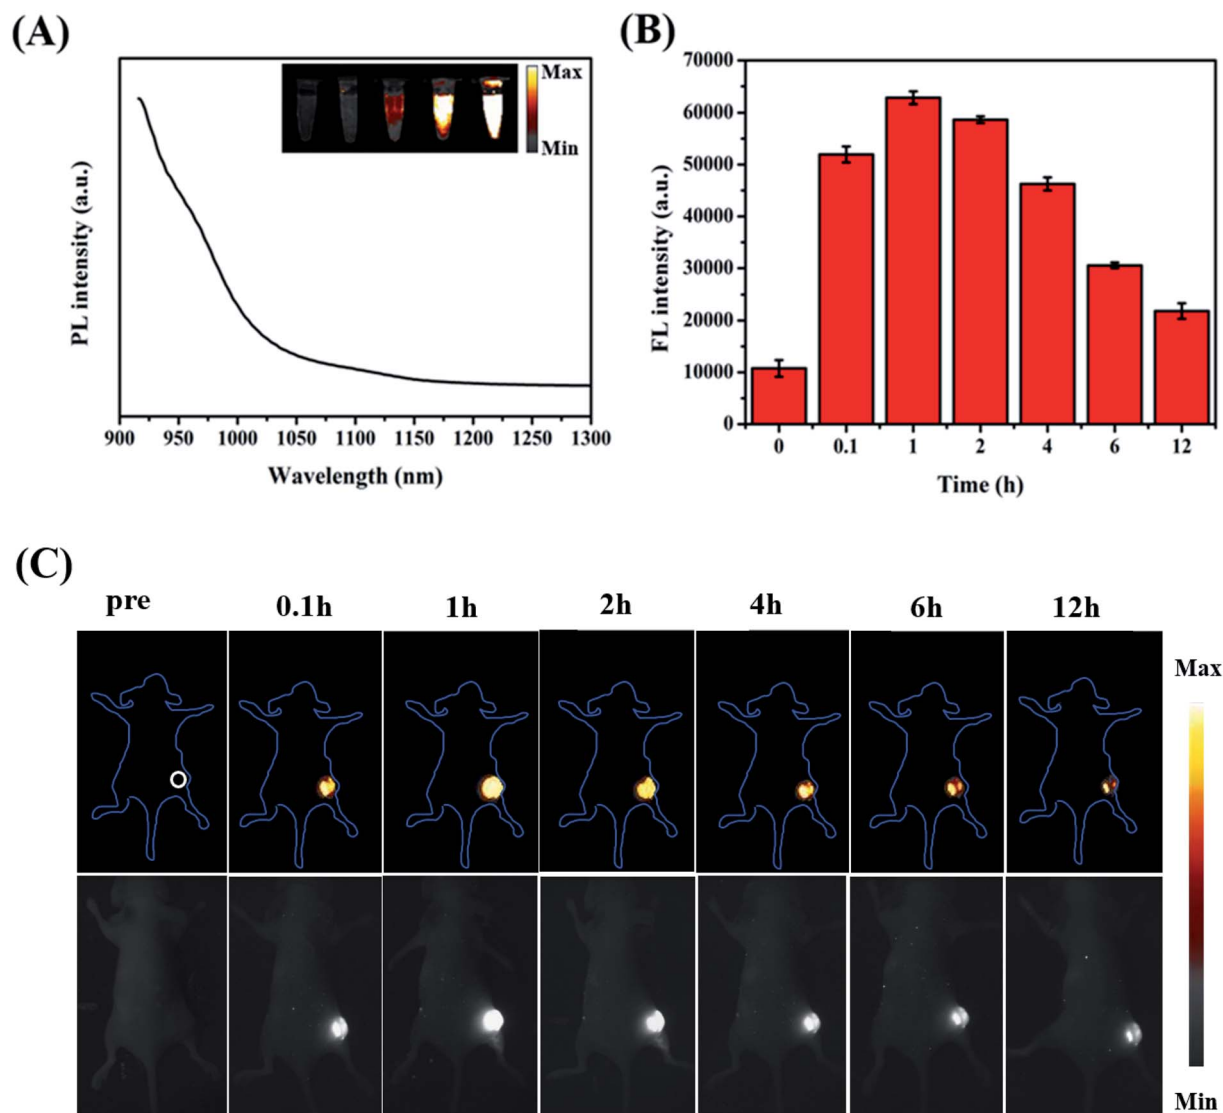 (A)
PL intensity (a.u.)
Max
Min
900 950 1000 1050 1100 1150 1200 1250 1300
Wavelength (nm)
(B)
FL intensity (a.u.)
70000
60000
50000
40000
30000
20000
10000
0
0 0.1 1 2 4 6 12
Time (h)
(C)
pre 0.1h 1h 2h 4h 6h 12h
Max
Min